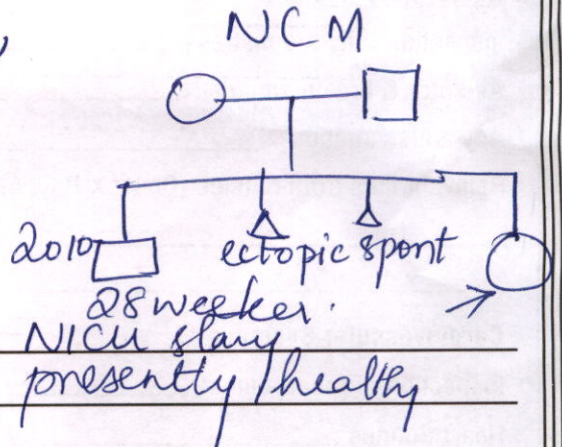 NCM
2010 ectopic spont
28 weeker.
NICU stay
presently healthy